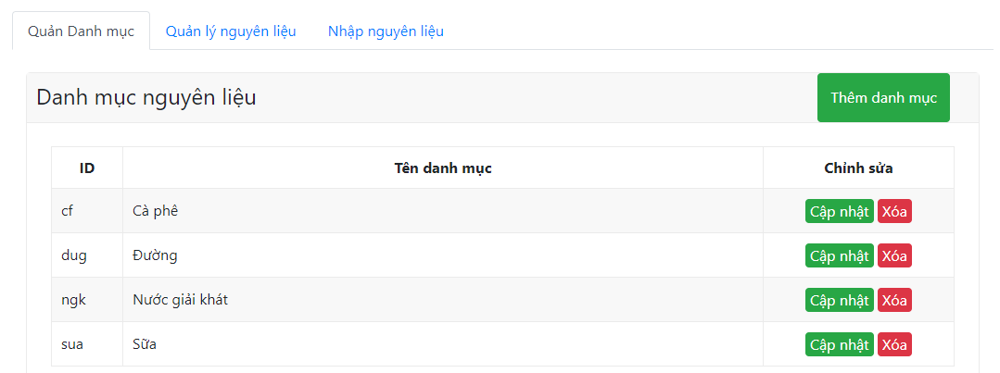 Quản Danh mục Quản lý nguyên liệu Nhập nguyên liệu
Danh mục nguyên liệu Thêm danh mục
ID Tên danh mục Chỉnh sửa
cf Cà phê Cập nhật Xóa
dug Đường Cập nhật Xóa
ngk Nước giải khát Cập nhật Xóa
sua Sữa Cập nhật Xóa